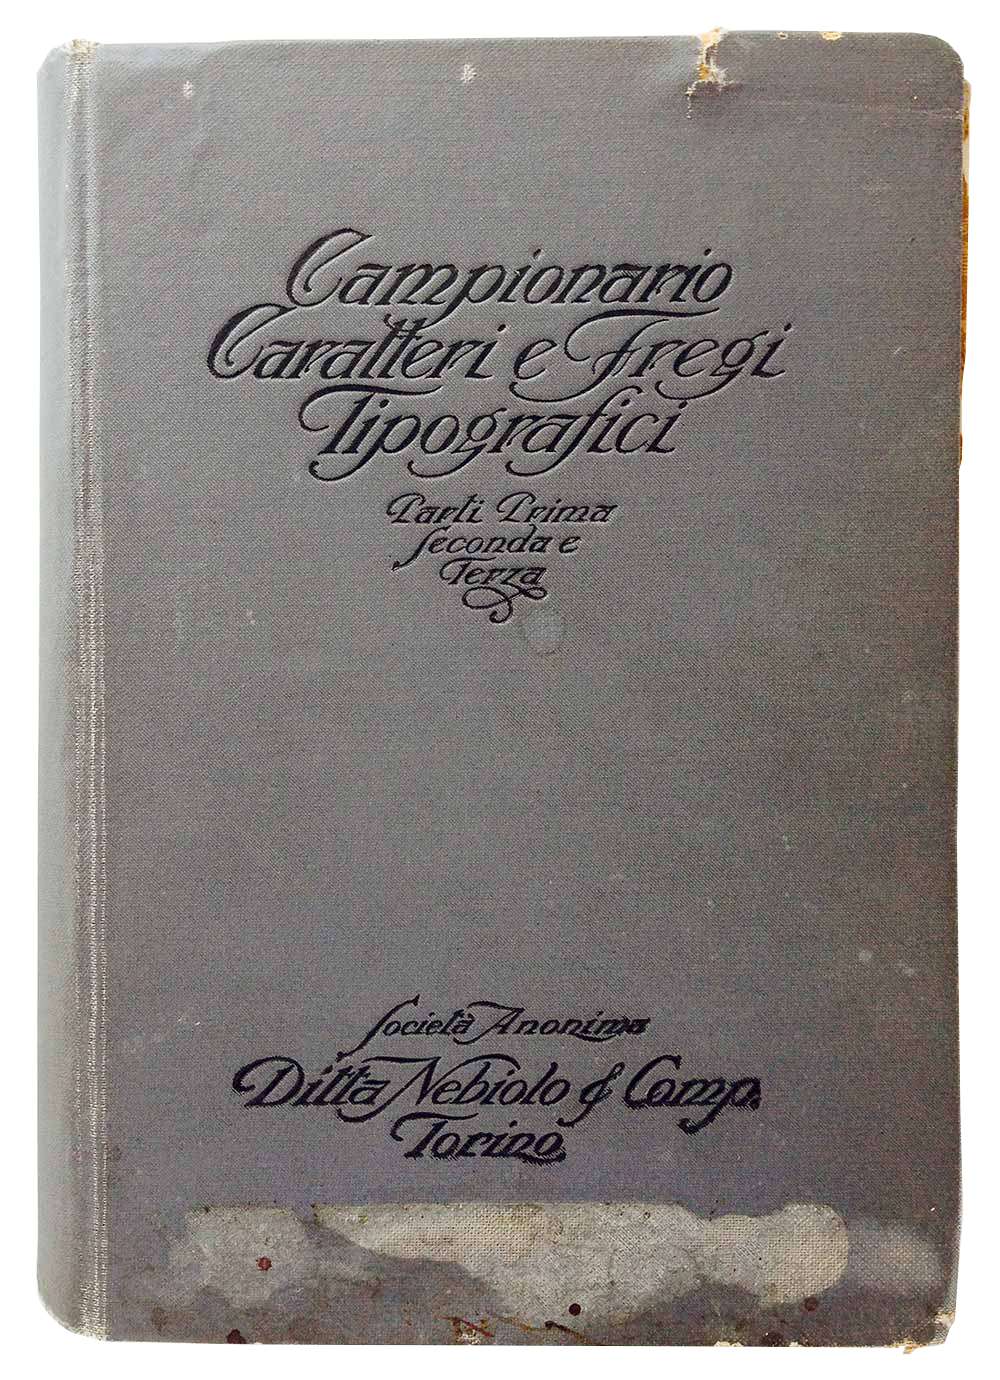 Campionario
Caratteri e Fregi
Tipografici
Parti Prima
Seconda e
Terza
Società Anonima
Ditta Nebiolo & Comp.
Torino